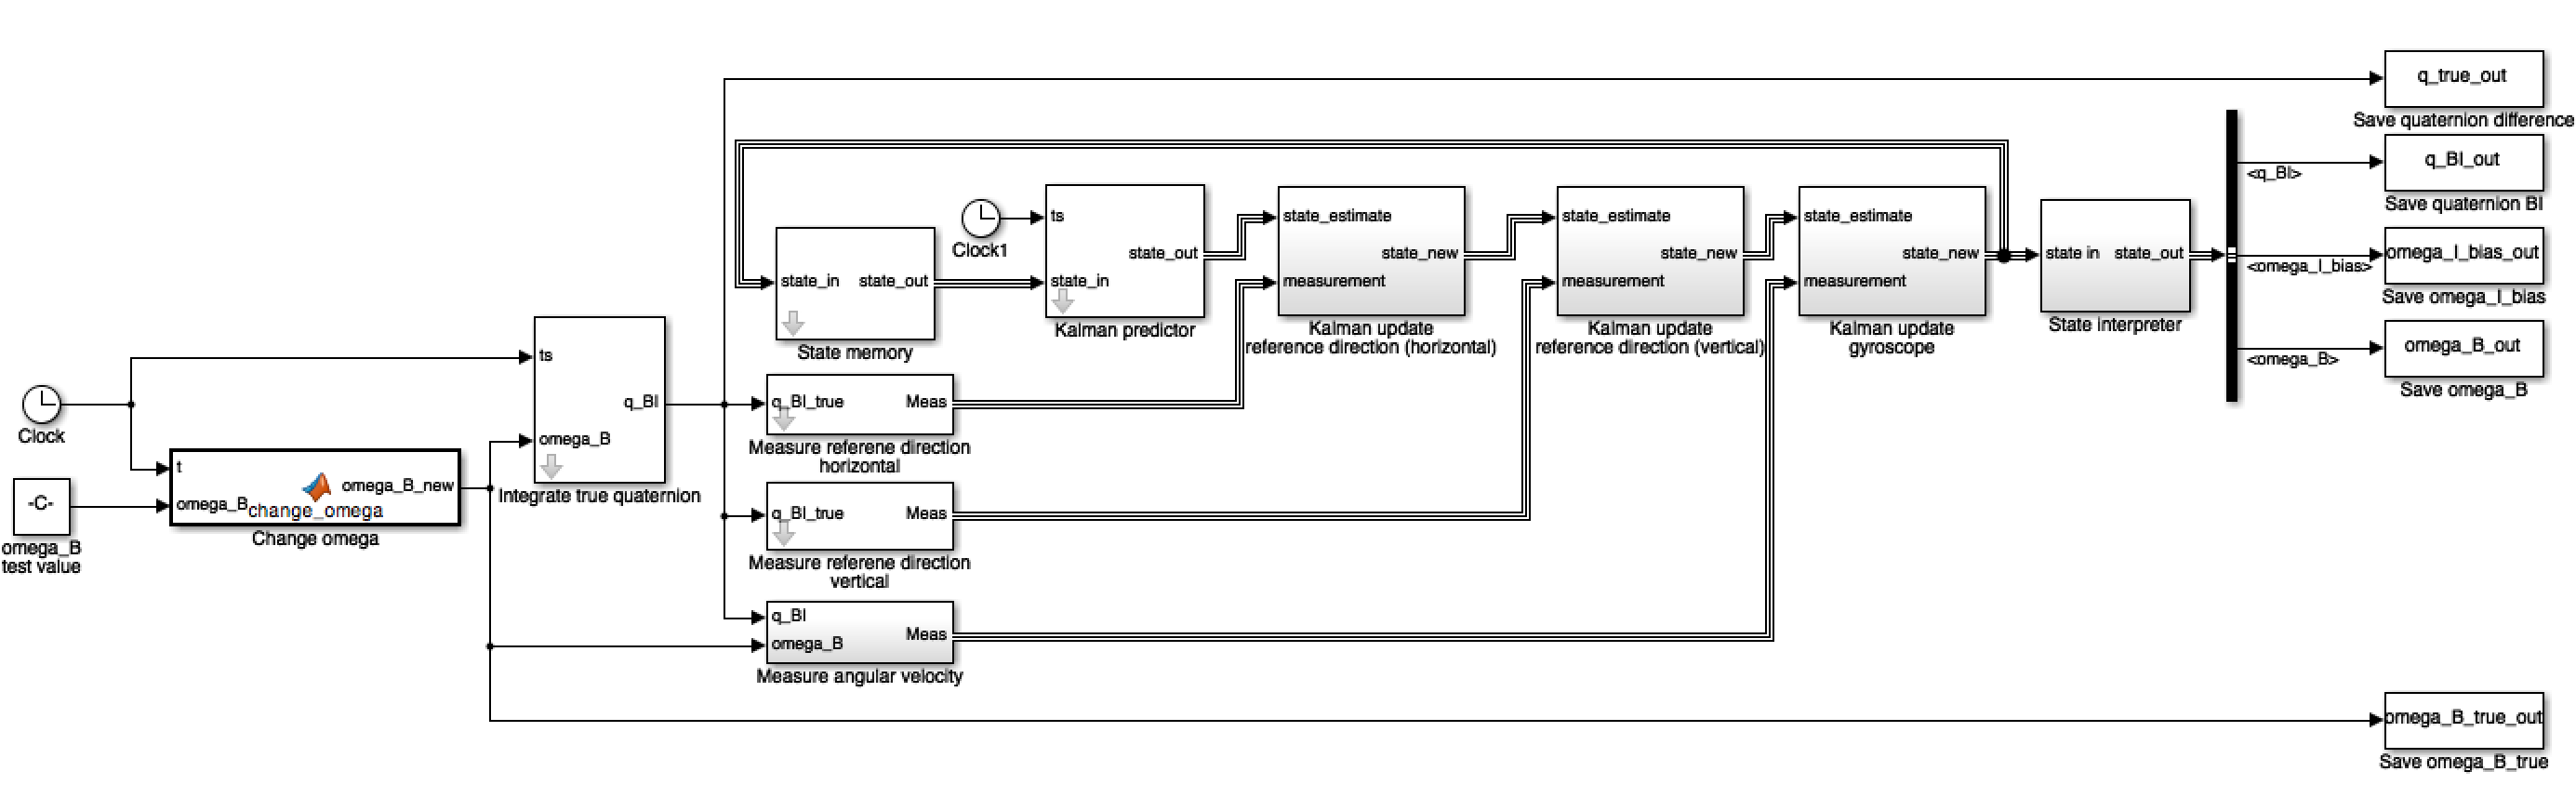 q_true_out
Save quaternion difference
q_BI_out
<q_BI>
Save quaternion BI
ts
Clock1
state_out
state_in
Kalman predictor
state_estimate
state_new
measurement
Kalman update
reference direction (horizontal)
state_estimate
state_new
measurement
Kalman update
reference direction (vertical)
state_estimate
state_new
measurement
Kalman update
gyroscope
state in
state_out
State interpreter
omega_I_bias_out
<omega_I_bias>
Save omega_I_bias
omega_B_out
<omega_B>
Save omega_B
state_in
state_out
State memory
ts
q_BI
omega_B
Integrate true quaternion
Clock
t
omega_B
omega_B_new
change_omega
Change omega
-C-
omega_B
test value
q_BI_true
Meas
Measure referene direction
horizontal
q_BI_true
Meas
Measure referene direction
vertical
q_BI
omega_B
Meas
Measure angular velocity
omega_B_true_out
Save omega_B_true